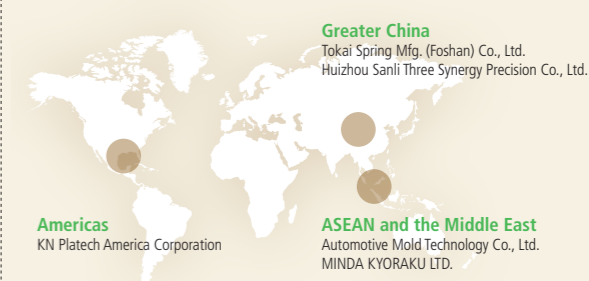 Greater China
Tokai Spring Mfg. (Foshan) Co., Ltd.
Huizhou Sanli Three Synergy Precision Co., Ltd.
Americas
KN Platech America Corporation
ASEAN and the Middle East
Automotive Mold Technology Co., Ltd.
MINDA KYORAKU LTD.